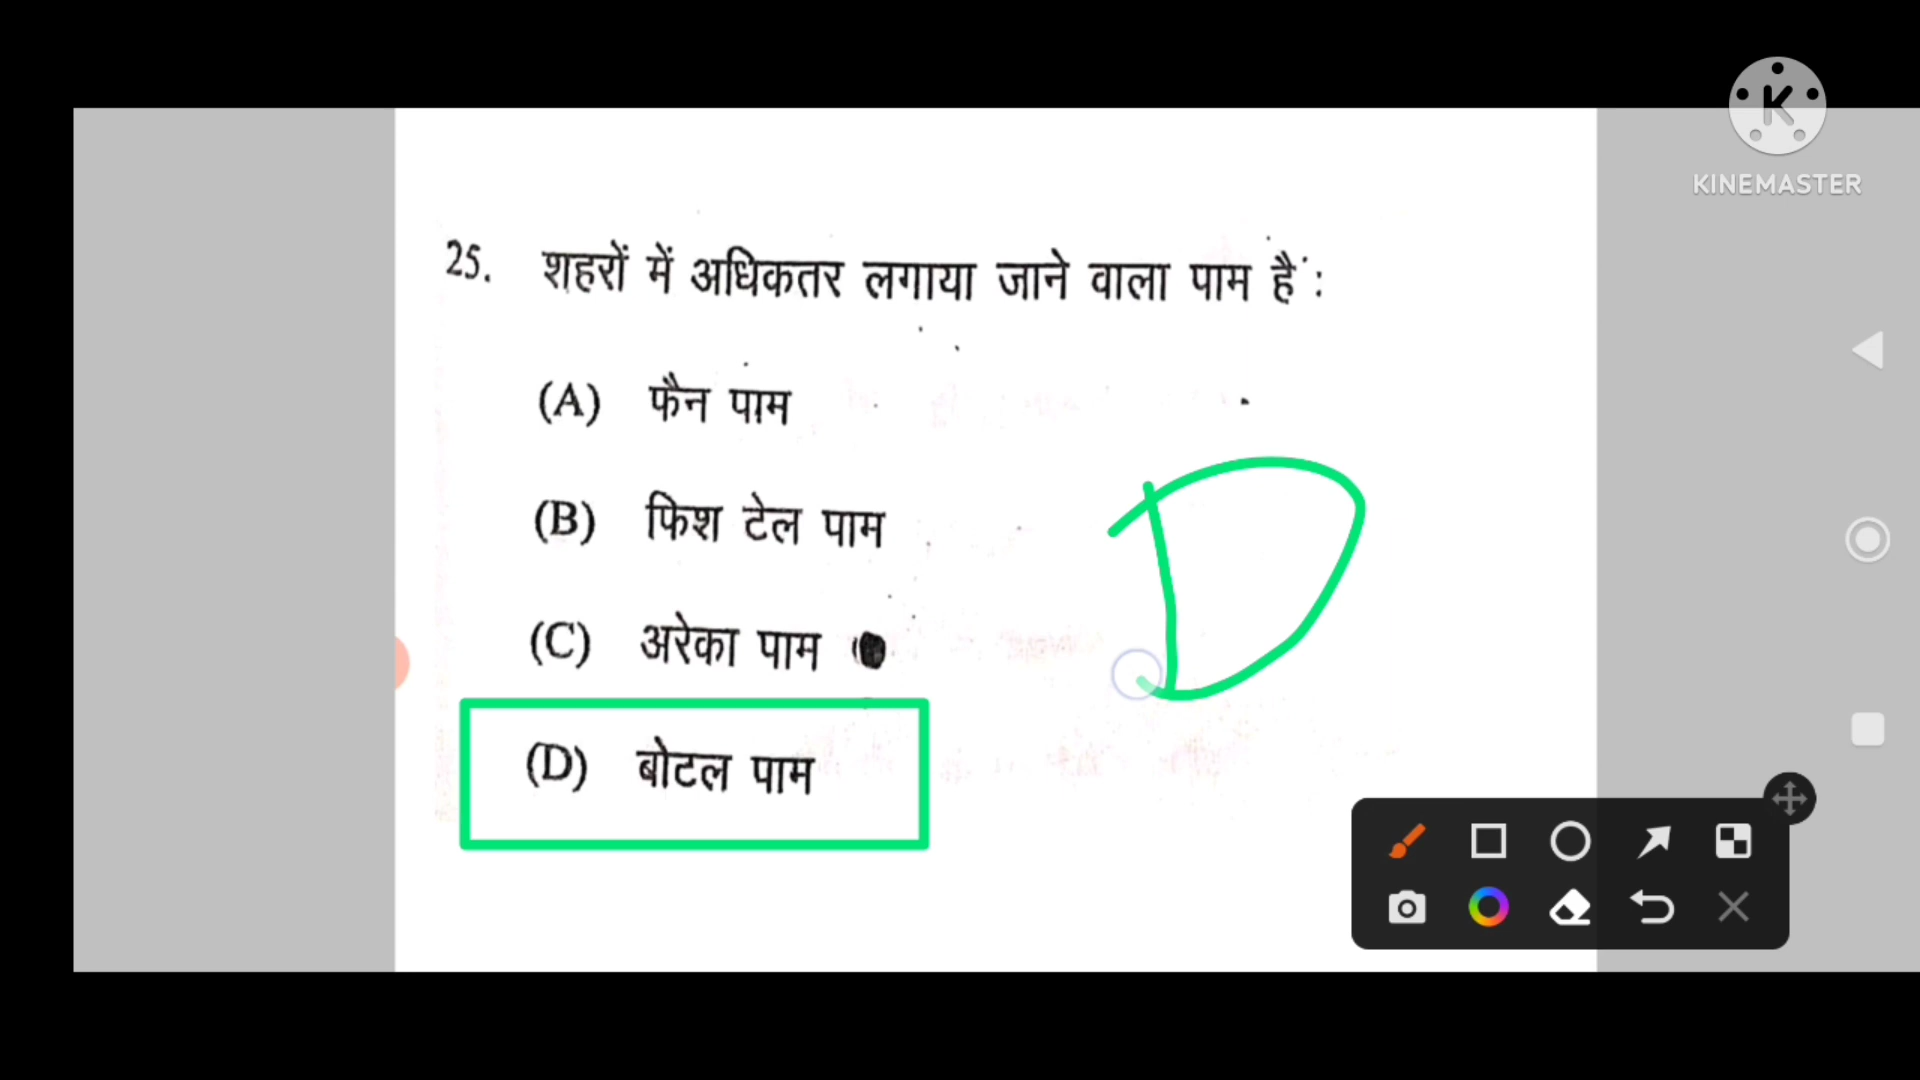 K
KINEMASTER
25. शहरों में अधिकतर लगाया जाने वाला पाम है :
(A) फैन पाम
(B) फिश टेल पाम
(C) अरेका पाम
(D) बोटल पाम
D